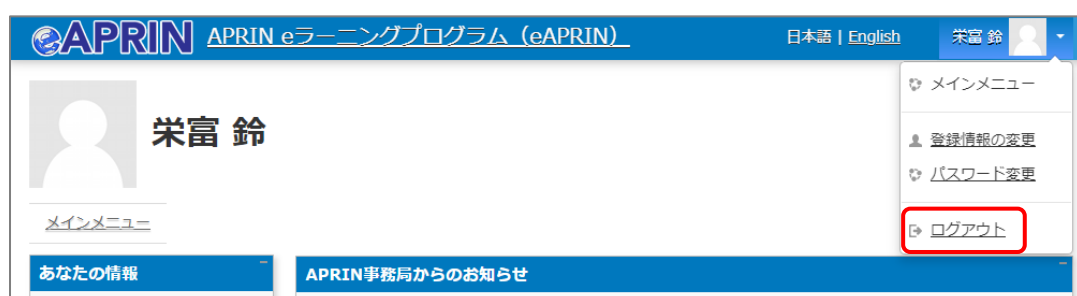 APRIN APRIN eラーニングプログラム（eAPRIN） 日本語 | English 栄富 鈴
メインメニュー
栄富 鈴
登録情報の変更
パスワード変更
メインメニュー
ログアウト
あなたの情報
APRIN事務局からのお知らせ